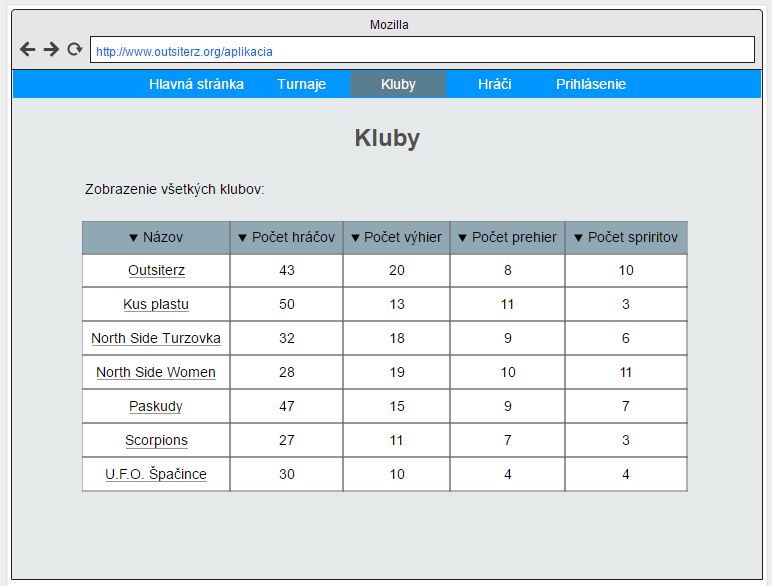 Mozilla
http://www.outsiterz.org/aplikacia
Hlavná stránka Turnaje Kluby Hráči Prihlásenie
Kluby
Zobrazenie všetkých klubov:
▼ Názov ▼ Počet hráčov ▼ Počet výhier ▼ Počet prehier ▼ Počet spriritov
Outsiterz 43 20 8 10
Kus plastu 50 13 11 3
North Side Turzovka 32 18 9 6
North Side Women 28 19 10 11
Paskudy 47 15 9 7
Scorpions 27 11 7 3
U.F.O. Špačince 30 10 4 4